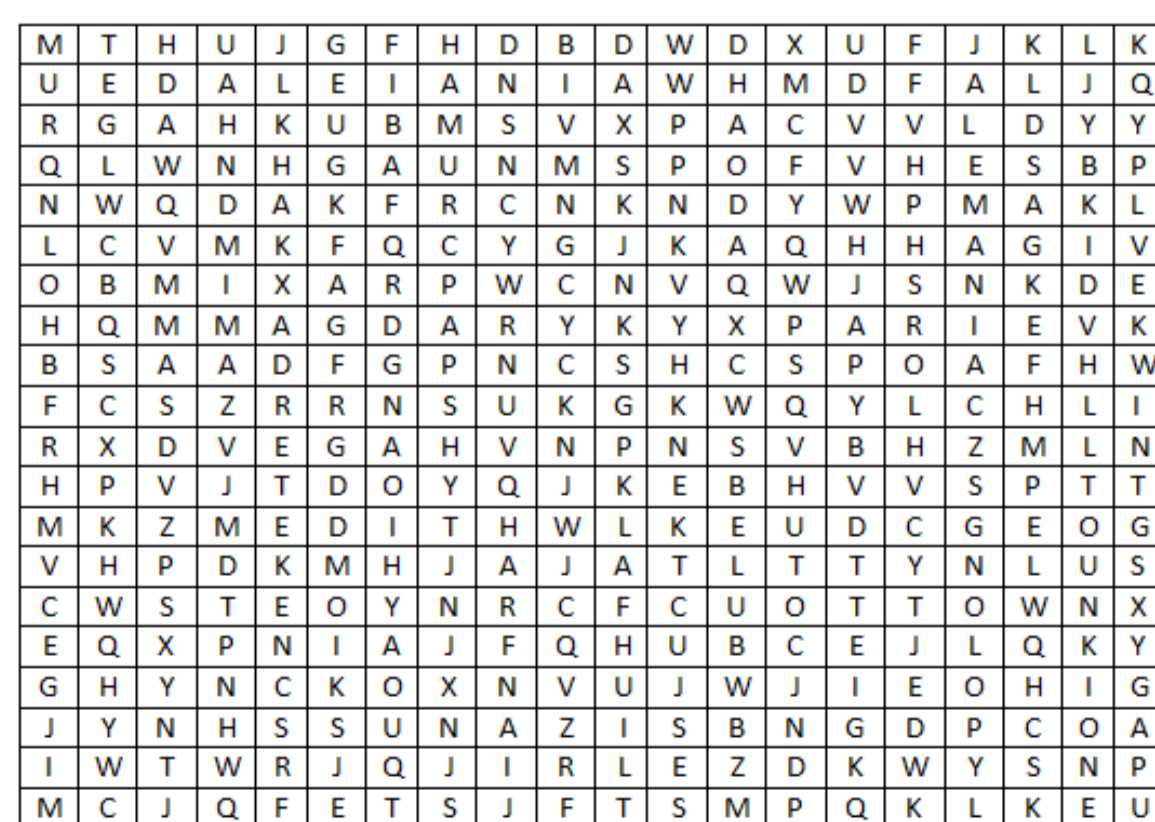 M T H U J G F H D B D W D X U F J K L K
U E D A L E I A N I A W H M D F A L J Q
R G A H K U B M S V X P A C V V L D Y Y
Q L W N H G A U N M S P O F V H E S B P
N W Q D A K F R C N K N D Y W P M A K L
L C V M K F Q C Y G J K A Q H H A G I V
O B M I X A R P W C N V Q W J S N K D E
H Q M M A G D A R Y K Y X P A R I E V K
B S A A D F G P N C S H C S P O A F H W
F C S Z R R N S U K G K W Q Y L C H L I
R X D V E G A H V N P N S V B H Z M L N
H P V J T D O Y Q J K E B H V V S P T T
M K Z M E D I T H W L K E U D C G E O G
V H P D K M H J A J A T L T T Y N L U S
C W S T E O Y N R C F C U O T T O W N X
E Q X P N I A J F Q H U B C E J L Q K Y
G H Y N C K O X N V U J W J I E O H I G
J Y N H S S U N A Z I S B N G D P C O A
I W T W R J Q J I R L E Z D K W Y S N P
M C J Q F E T S J F T S M P Q K L K E U